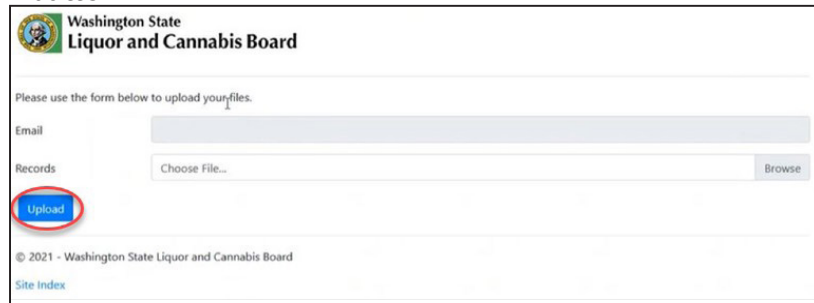 Washington State
Liquor and Cannabis Board
Please use the form below to upload your files.
Email
Records Choose File... Browse
Upload
© 2021 - Washington State Liquor and Cannabis Board
Site Index